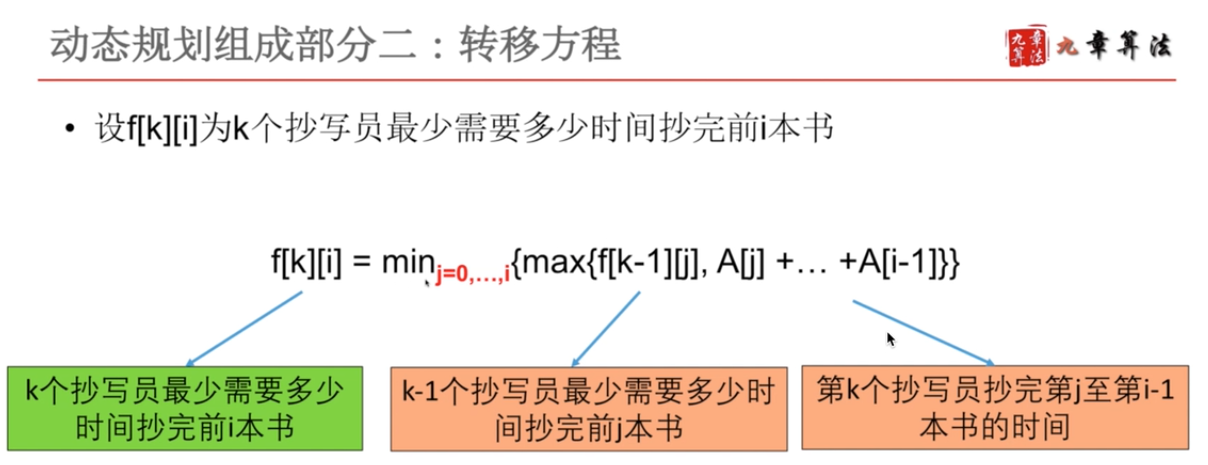 动态规划组成部分二：转移方程
九章算法
九章算法
• 设f[k][i]为k个抄写员最少需要多少时间抄完前i本书
f[k][i] = min_{j=0,…,i}{max{f[k-1][j], A[j] +… +A[i-1]}}
k个抄写员最少需要多少
时间抄完前i本书
k-1个抄写员最少需要多少时
间抄完前j本书
第k个抄写员抄完第j至第i-1
本书的时间